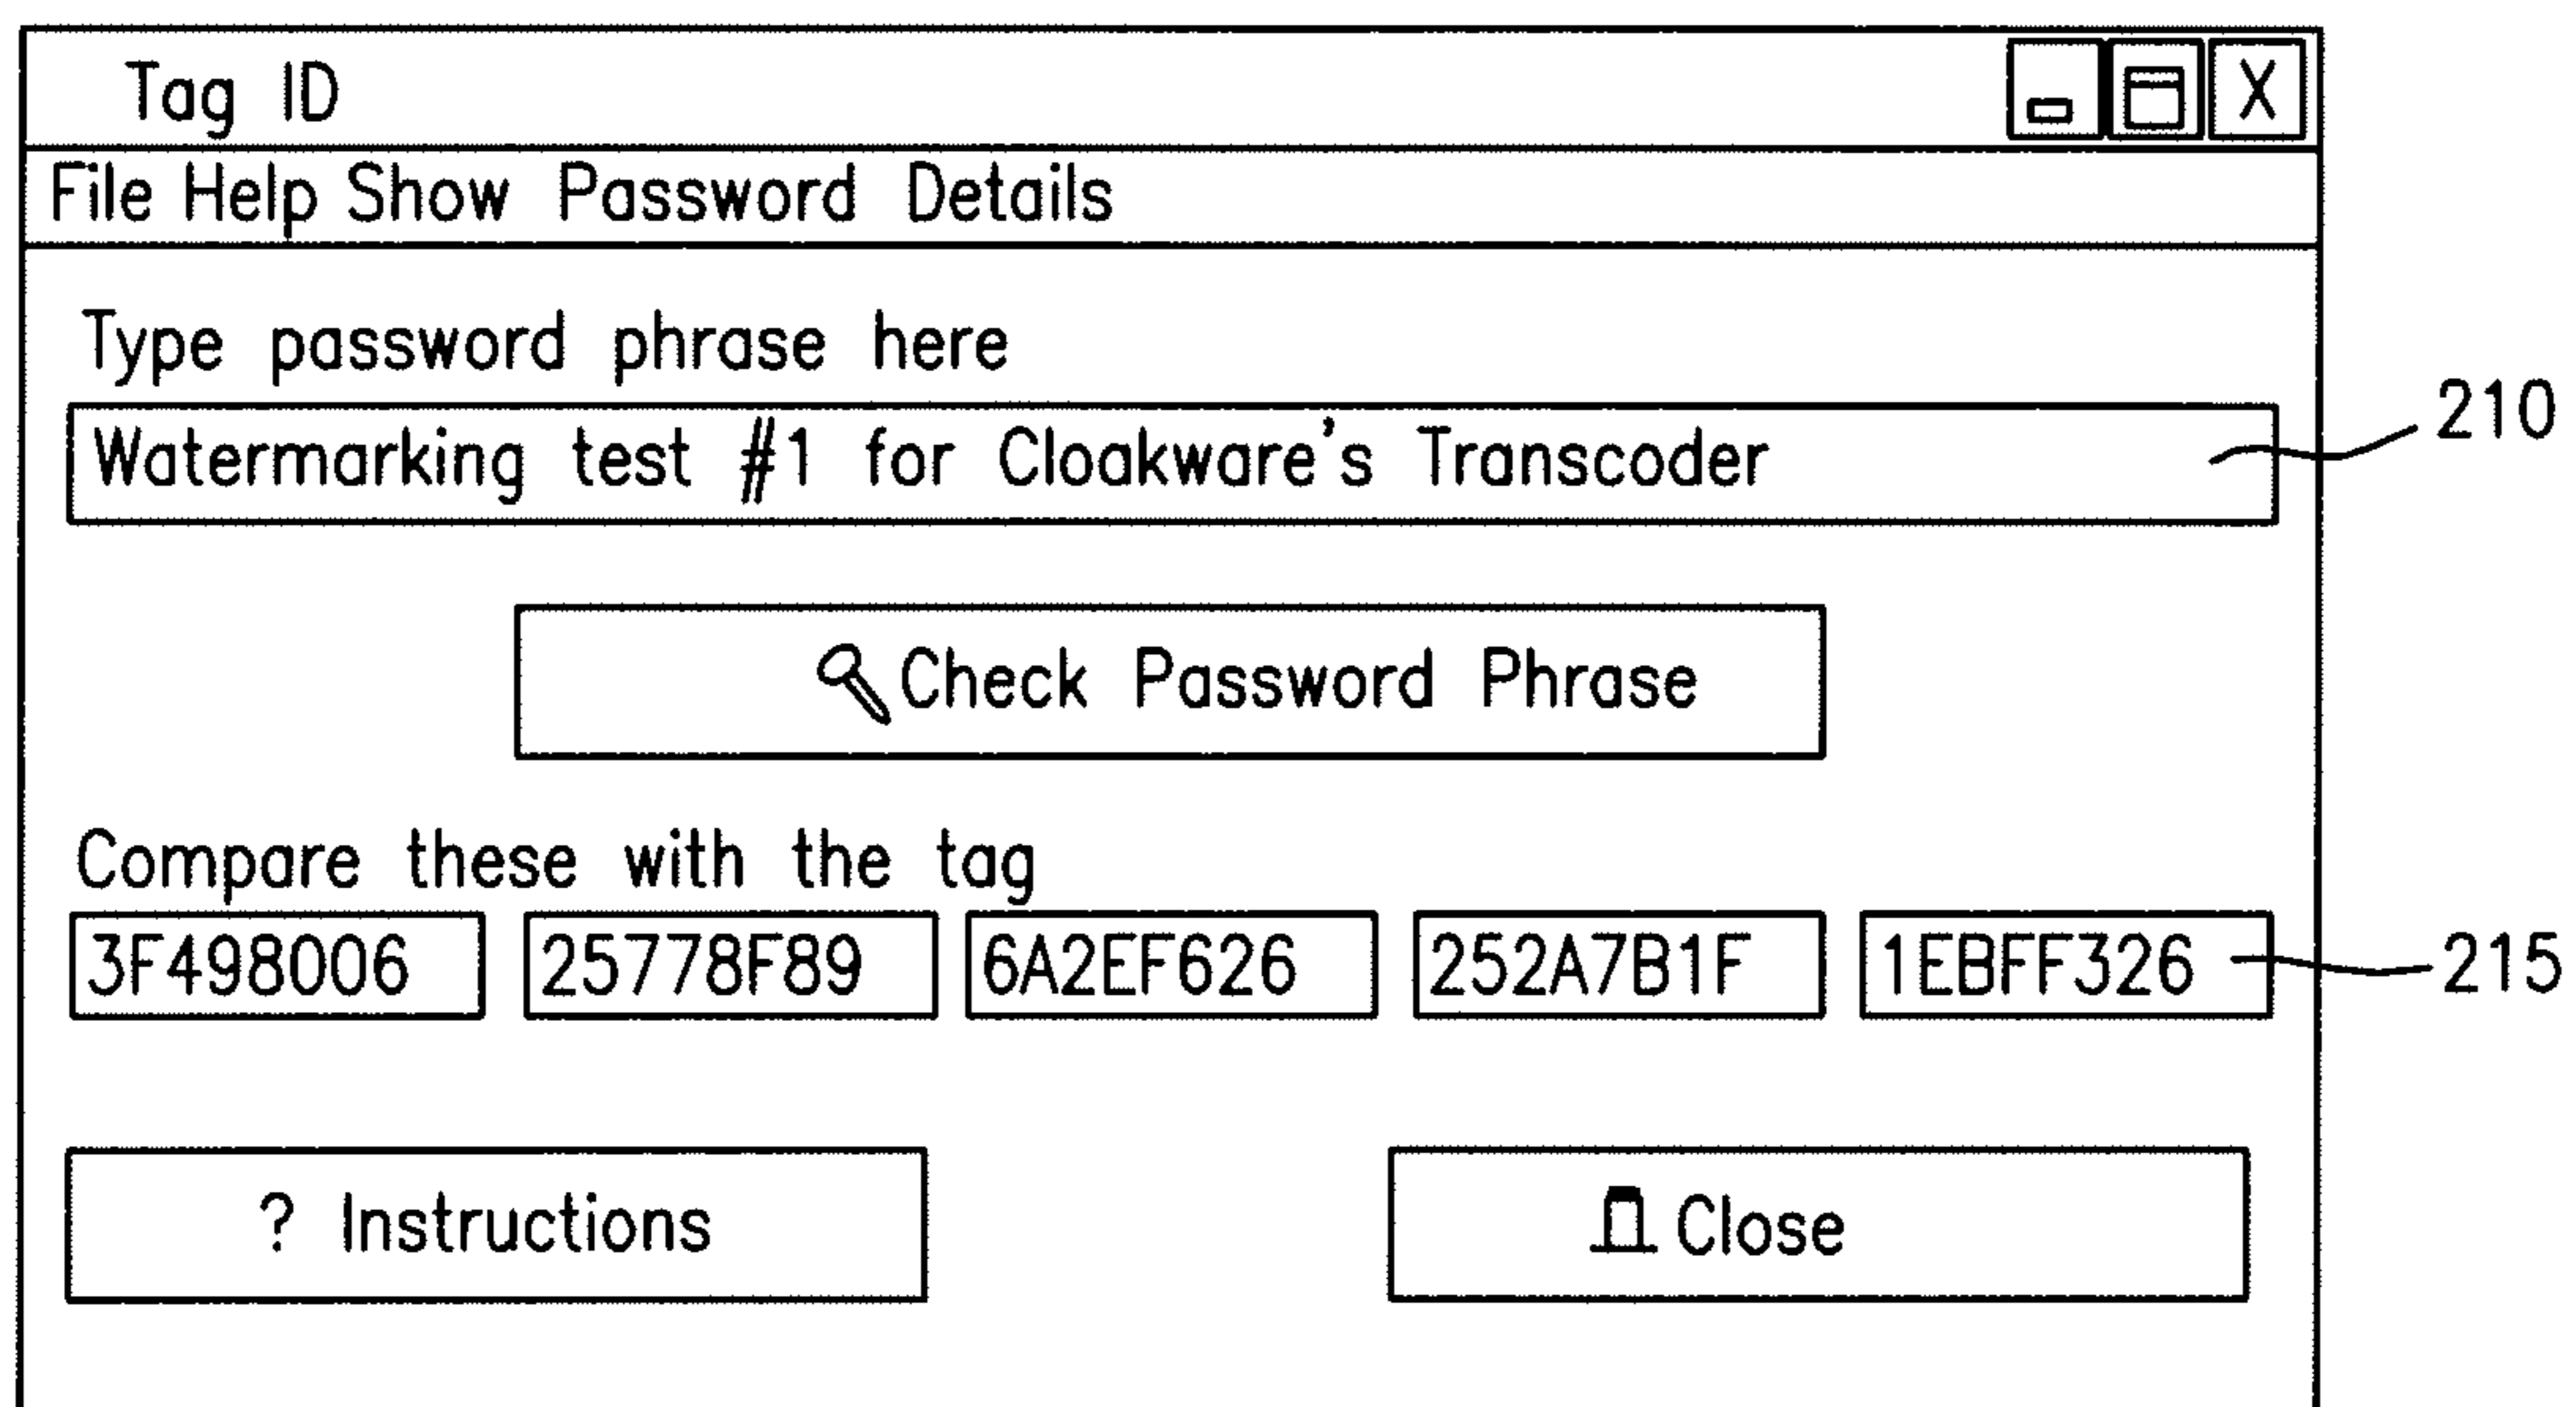 Tag ID X
File Help Show Password Details
Type password phrase here
Watermarking test #1 for Cloakware's Transcoder 210
Check Password Phrase
Compare these with the tag
3F498006 25778F89 6A2EF626 252A7B1F 1EBFF326 215
? Instructions Close